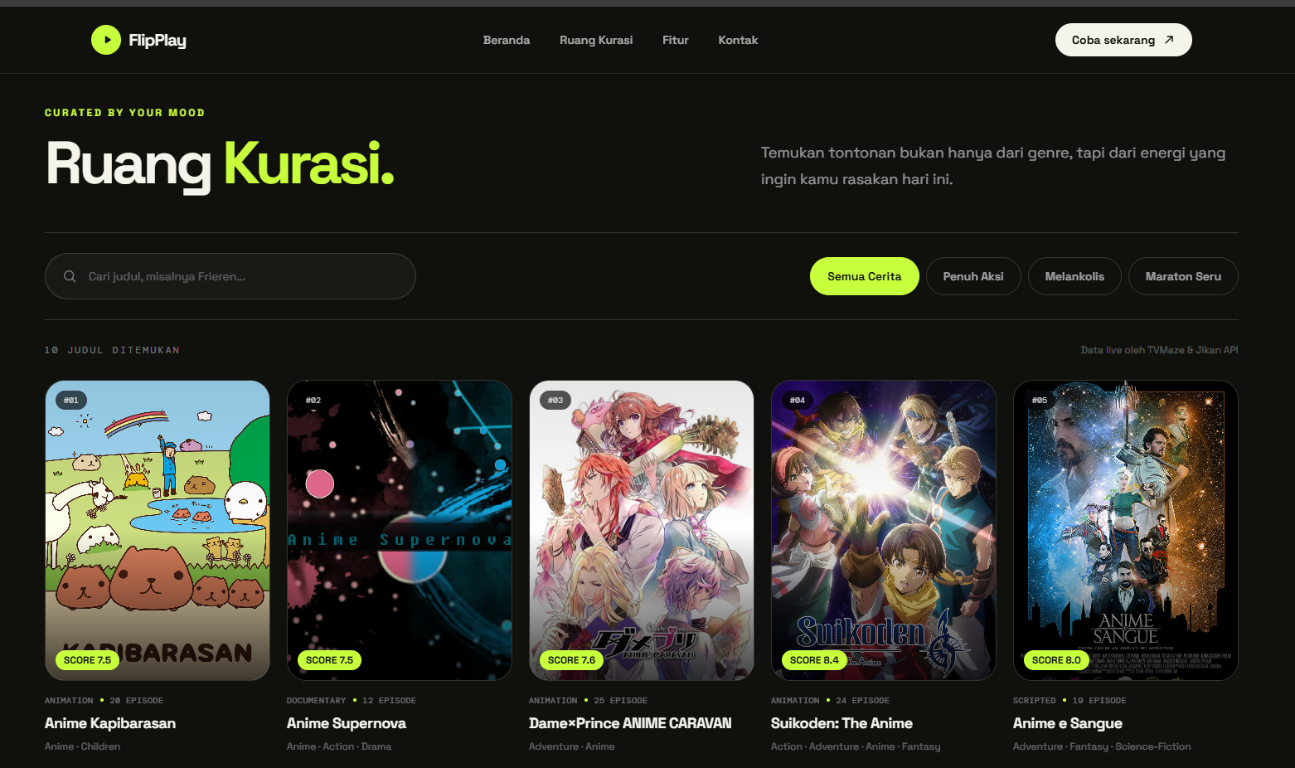 FlipPlay
Beranda
Ruang Kurasi
Fitur
Kontak
Coba sekarang
CURATED BY YOUR MOOD
Ruang Kurasi.
Temukan tontonan bukan hanya dari genre, tapi dari energi yang
ingin kamu rasakan hari ini.
Cari judul, misalnya Frieren...
Semua Cerita
Penuh Aksi
Melankolis
Maraton Seru
10 JUDUL DITEMUKAN
Data live oleh TVMaze & Jikan API
#01
SCORE 7.5
ANIMATION • 20 EPISODE
Anime Kapibarasan
Anime · Children
#02
Anime Supernova
SCORE 7.5
DOCUMENTARY • 12 EPISODE
Anime Supernova
Anime · Action · Drama
#03
ダメプリ
ANIME CARAVAN
SCORE 7.6
ANIMATION • 25 EPISODE
Dame×Prince ANIME CARAVAN
Adventure · Anime
#04
Suikoden
SCORE 8.4
ANIMATION • 24 EPISODE
Suikoden: The Anime
Action · Adventure · Anime · Fantasy
#05
ANIME
SANGUE
SCORE 8.0
SCRIPTED • 19 EPISODE
Anime e Sangue
Adventure · Fantasy · Science-Fiction